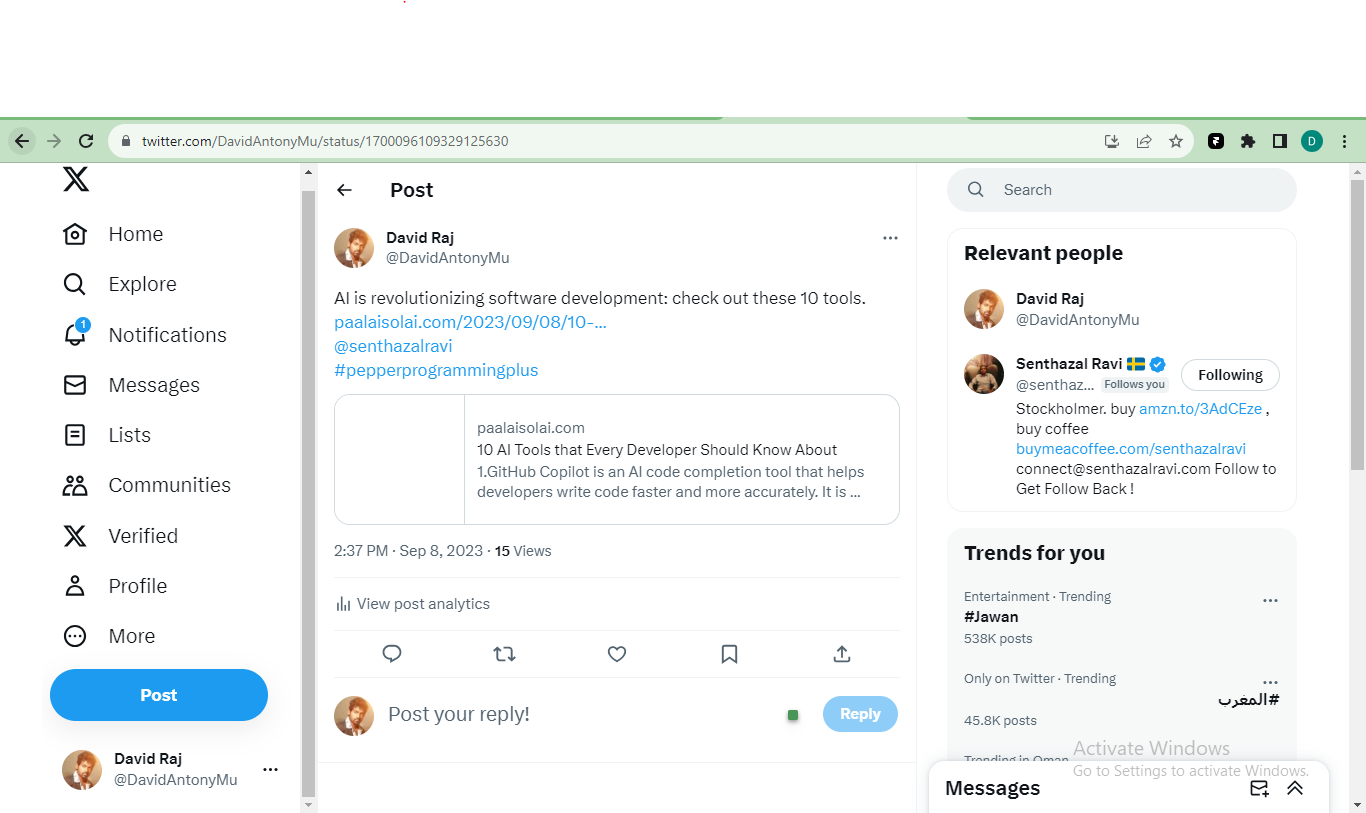 twitter.com/DavidAntonyMu/status/1700096109329125630
D
Home
Explore
1
Notifications
Messages
Lists
Communities
Verified
Profile
More
Post
David Raj
@DavidAntonyMu
Post
David Raj
@DavidAntonyMu
AI is revolutionizing software development: check out these 10 tools.
paalaisolai.com/2023/09/08/10-...
@senthazalravi
#pepperprogrammingplus
paalaisolai.com
10 AI Tools that Every Developer Should Know About
1.GitHub Copilot is an AI code completion tool that helps
developers write code faster and more accurately. It is ...
2:37 PM · Sep 8, 2023 · 15 Views
View post analytics
Post your reply!
Reply
Search
Relevant people
David Raj
@DavidAntonyMu
Senthazal Ravi
@senthaz... Follows you
Following
Stockholmer. buy amzn.to/3AdCEze ,
buy coffee
buymeacoffee.com/senthazalravi
connect@senthazalravi.com Follow to
Get Follow Back !
Trends for you
Entertainment · Trending
#Jawan
538K posts
Only on Twitter · Trending
#المغرب
45.8K posts
Trending in Oman
Activate Windows
Go to Settings to activate Windows.
Messages